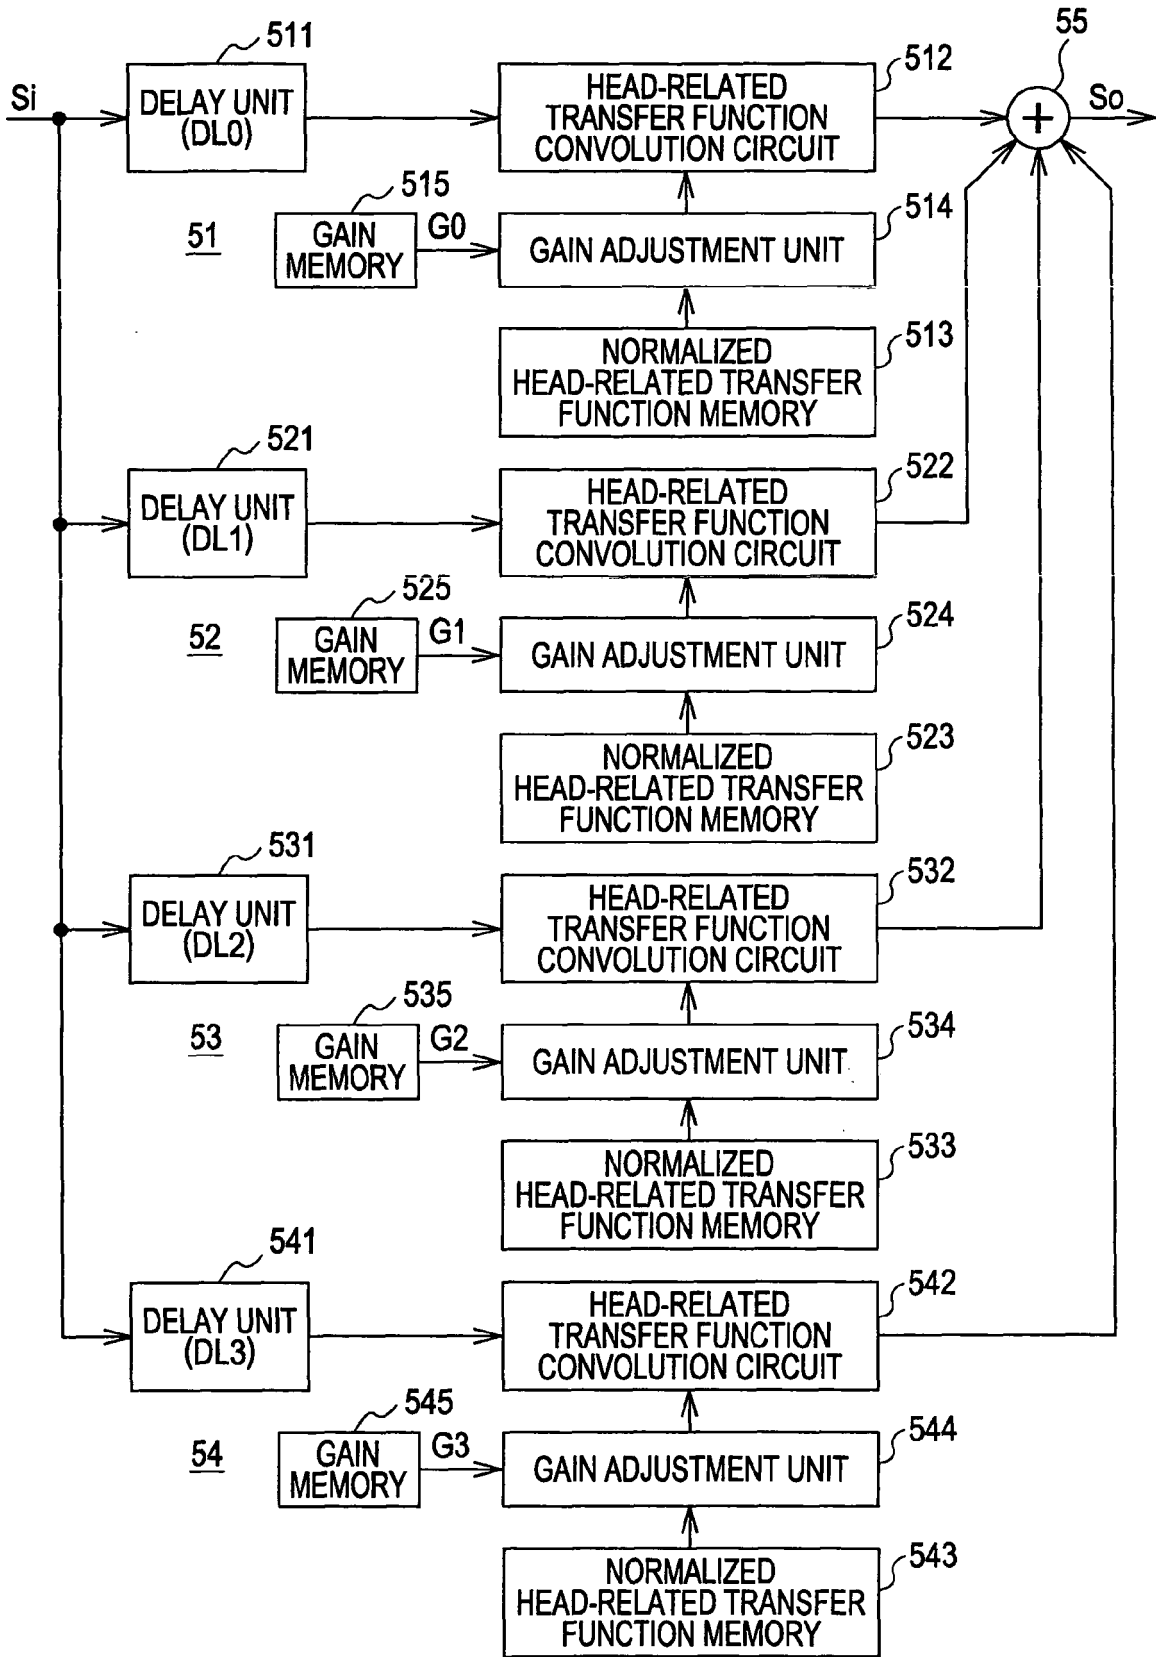 511
512
55
Si
DELAY UNIT
(DL0)
HEAD-RELATED
TRANSFER FUNCTION
CONVOLUTION CIRCUIT
+
So
515
514
51
GAIN
MEMORY
G0
GAIN ADJUSTMENT UNIT
513
NORMALIZED
HEAD-RELATED TRANSFER
FUNCTION MEMORY
521
522
DELAY UNIT
(DL1)
HEAD-RELATED
TRANSFER FUNCTION
CONVOLUTION CIRCUIT
525
524
52
GAIN
MEMORY
G1
GAIN ADJUSTMENT UNIT
523
NORMALIZED
HEAD-RELATED TRANSFER
FUNCTION MEMORY
531
532
DELAY UNIT
(DL2)
HEAD-RELATED
TRANSFER FUNCTION
CONVOLUTION CIRCUIT
535
534
53
GAIN
MEMORY
G2
GAIN ADJUSTMENT UNIT
533
NORMALIZED
HEAD-RELATED TRANSFER
FUNCTION MEMORY
541
542
DELAY UNIT
(DL3)
HEAD-RELATED
TRANSFER FUNCTION
CONVOLUTION CIRCUIT
545
544
54
GAIN
MEMORY
G3
GAIN ADJUSTMENT UNIT
543
NORMALIZED
HEAD-RELATED TRANSFER
FUNCTION MEMORY